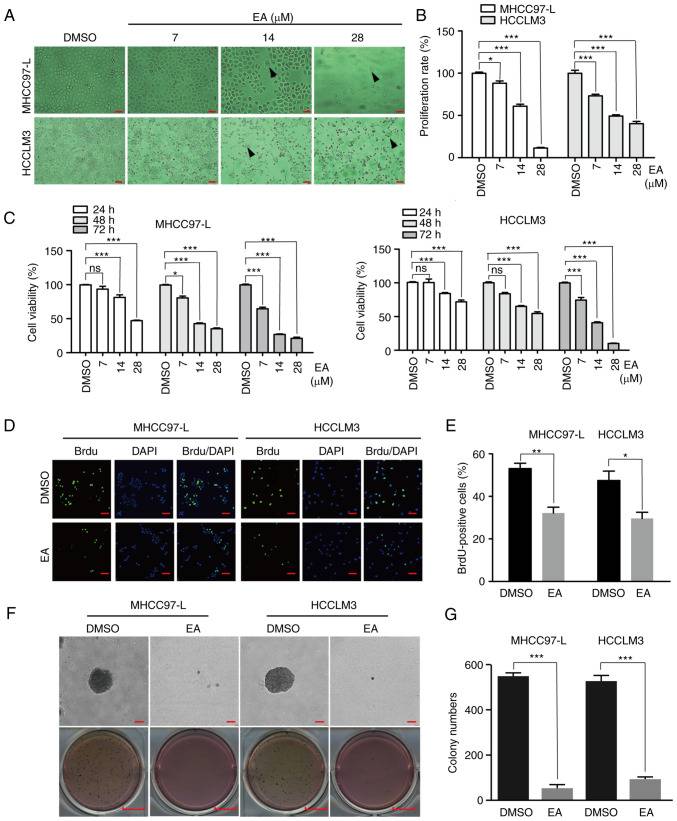 A
EA (μM)
DMSO 7 14 28
MHCC97-L
HCCLM3
B
MHCC97-L
HCCLM3
Proliferation rate (%)
150
100
50
0
*
***
***
***
***
***
DMSO 7 14 28 DMSO 7 14 28 EA (μM)
C
24 h
48 h
72 h
MHCC97-L
Cell viability (%)
150
100
50
0
ns
***
***
*
***
***
***
***
***
DMSO 7 14 28 DMSO 7 14 28 DMSO 7 14 28 EA (μM)
24 h
48 h
72 h
HCCLM3
Cell viability (%)
150
100
50
0
ns
***
***
ns
***
***
***
***
***
DMSO 7 14 28 DMSO 7 14 28 DMSO 7 14 28 EA (μM)
D
MHCC97-L HCCLM3
Brdu DAPI Brdu/DAPI Brdu DAPI Brdu/DAPI
DMSO
EA
E
MHCC97-L HCCLM3
BrdU-positive cells (%)
60
40
20
0
**
*
DMSO EA DMSO EA
F
MHCC97-L HCCLM3
DMSO EA DMSO EA
G
MHCC97-L HCCLM3
Colony numbers
600
400
200
0
***
***
DMSO EA DMSO EA